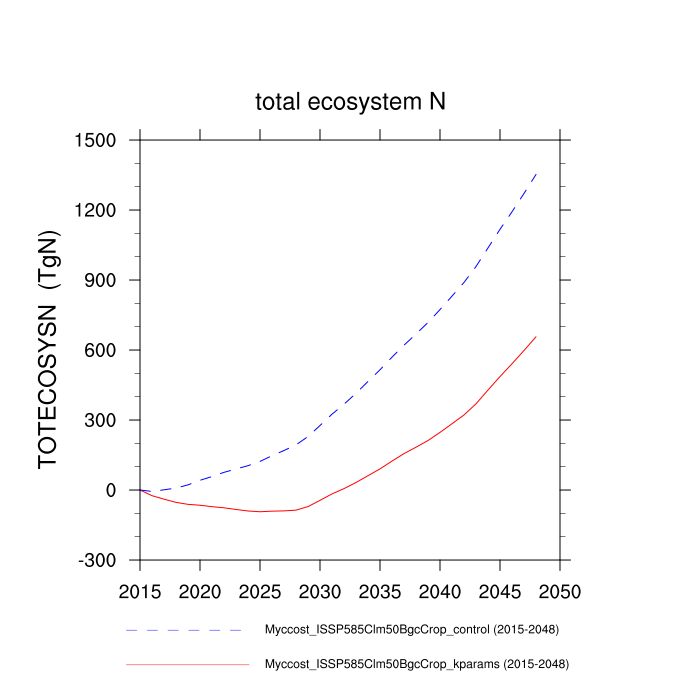 total ecosystem N
TOTECOSYSN (TgN)
1500
1200
900
600
300
0
-300
2015 2020 2025 2030 2035 2040 2045 2050
Myccost_ISSP585Clm50BgcCrop_control (2015-2048)
Myccost_ISSP585Clm50BgcCrop_kparams (2015-2048)